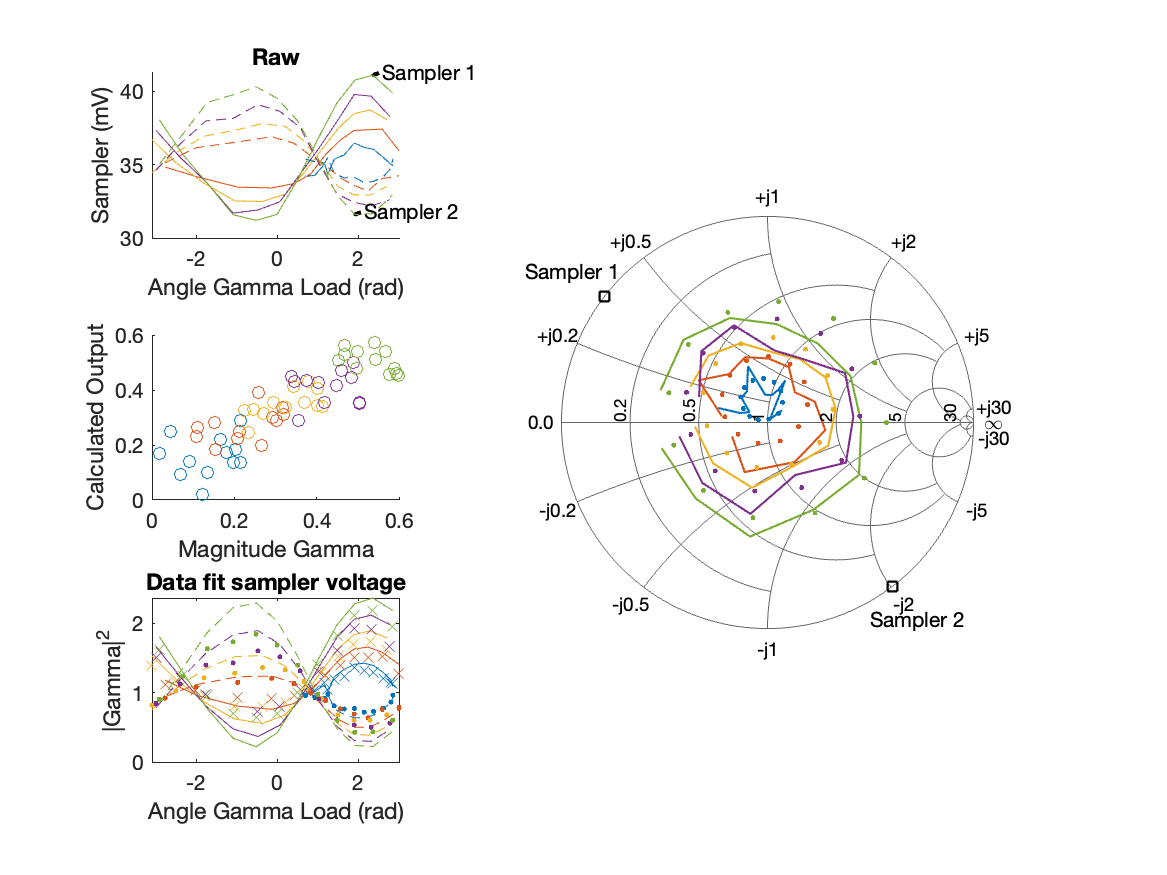 Raw
Sampler 1
40
35
30
Sampler (mV)
Sampler 2
-2 0 2
Angle Gamma Load (rad)
0.6
0.4
0.2
0
Calculated Output
0 0.2 0.4 0.6
Magnitude Gamma
Data fit sampler voltage
2
1
0
|Gamma|²
-2 0 2
Angle Gamma Load (rad)
+j1
+j0.5 +j2
Sampler 1
+j0.2 +j5
0.0 0.2 0.5 1 2 5 30 +j30
∞
-j30
-j0.2 -j5
-j0.5 -j2
Sampler 2
-j1